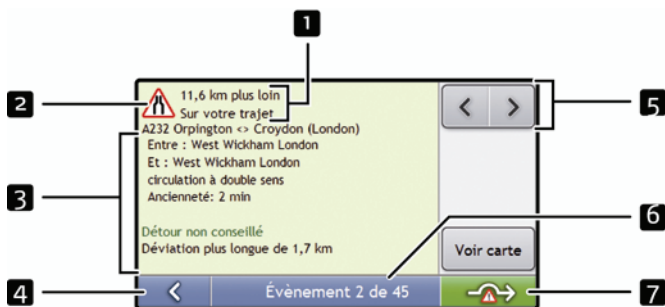 1
2
11,6 km plus loin
Sur votre trajet
5
A232 Orpington <> Croydon (London)
Entre : West Wickham London
Et : West Wickham London
3
circulation à double sens
Ancienneté: 2 min
6
Détour non conseillé
Déviation plus longue de 1,7 km
Voir carte
4
Évènement 2 de 45
7